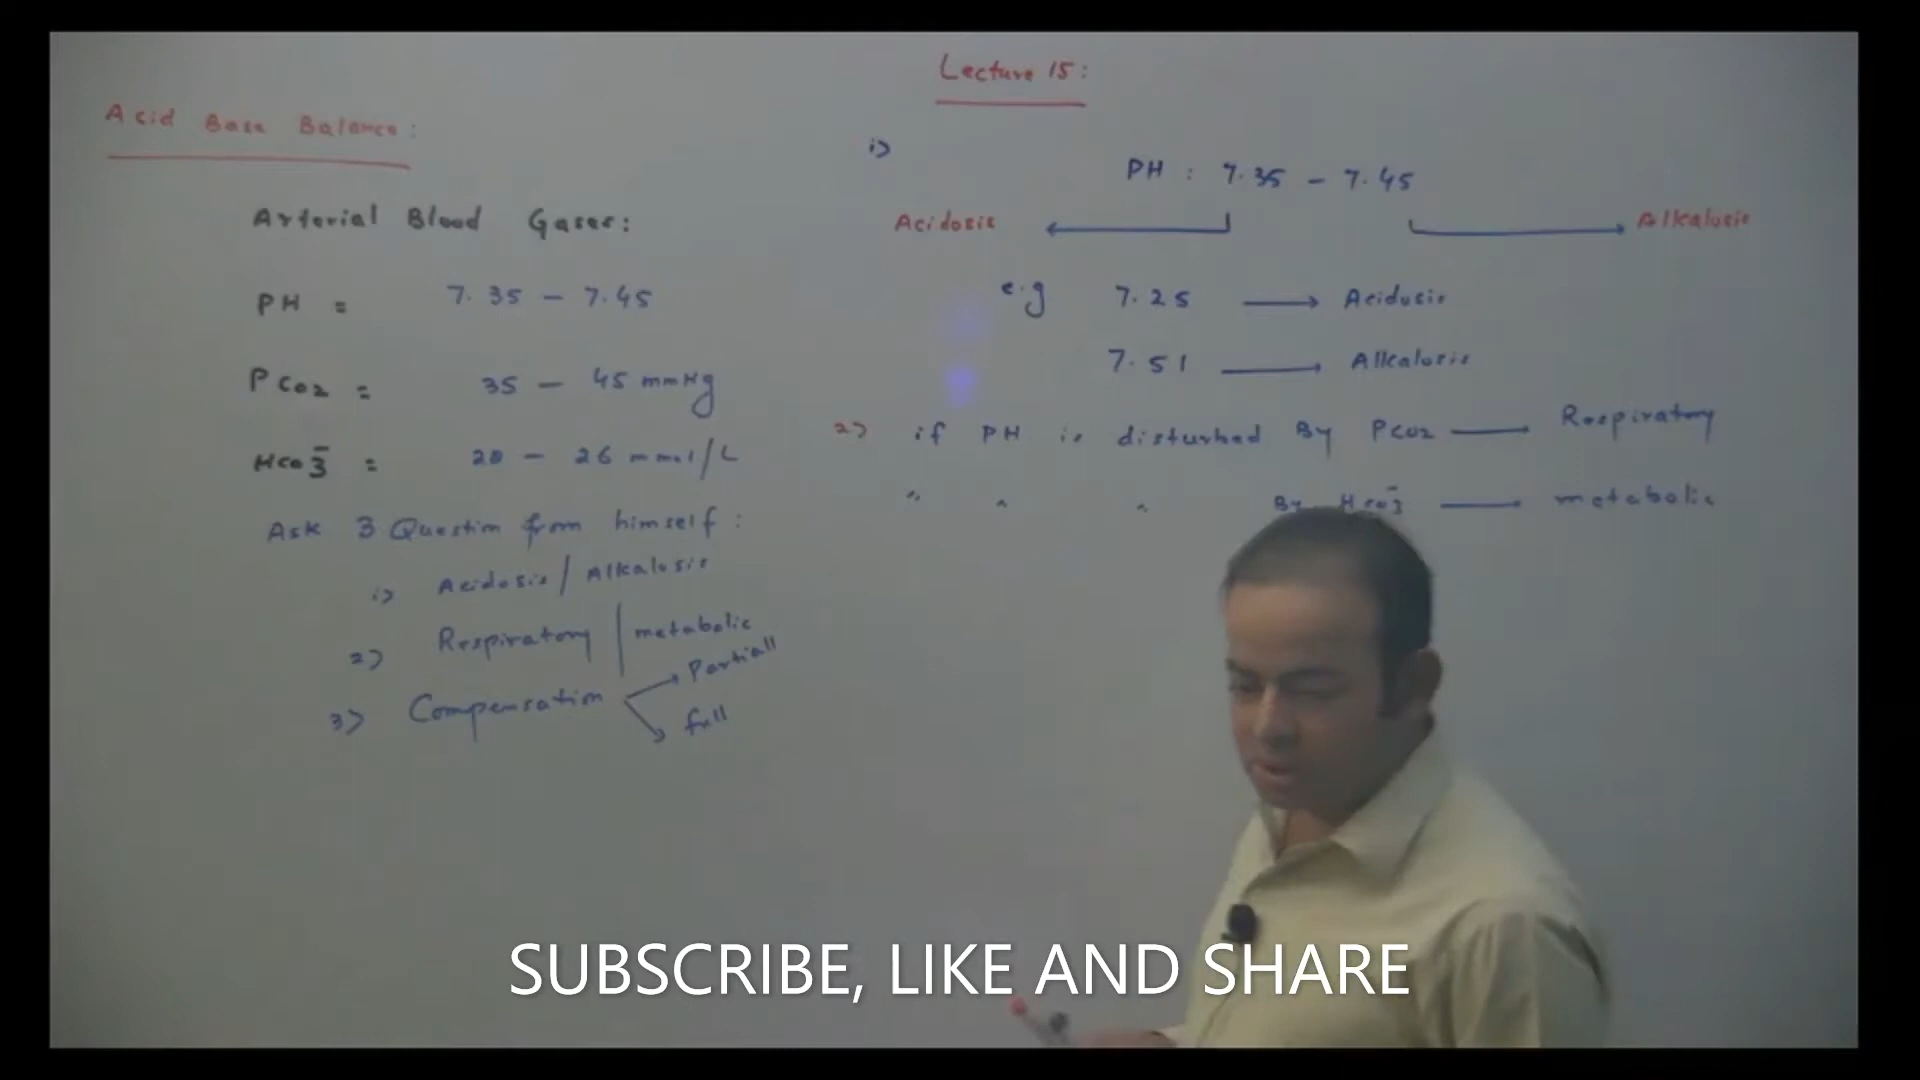 Lecture 15:
Acid Base Balance:
Arterial Blood Gases:
PH = 7.35 – 7.45
PCO2 = 35 – 45 mmHg
HCO3̄ = 20 – 26 mmol/L
Ask 3 Question from himself:
1) Acidosis / Alkalosis
2) Respiratory | metabolic
3) Compensation → Partiall
→ full
1) PH : 7.35 – 7.45
Acidosis ← → Alkalosis
e.g 7.25 → Acidosis
7.51 → Alkalosis
2) if PH is disturbed By PCO2 → Respiratory
" " " By HCO3̄ → metabolic
SUBSCRIBE, LIKE AND SHARE